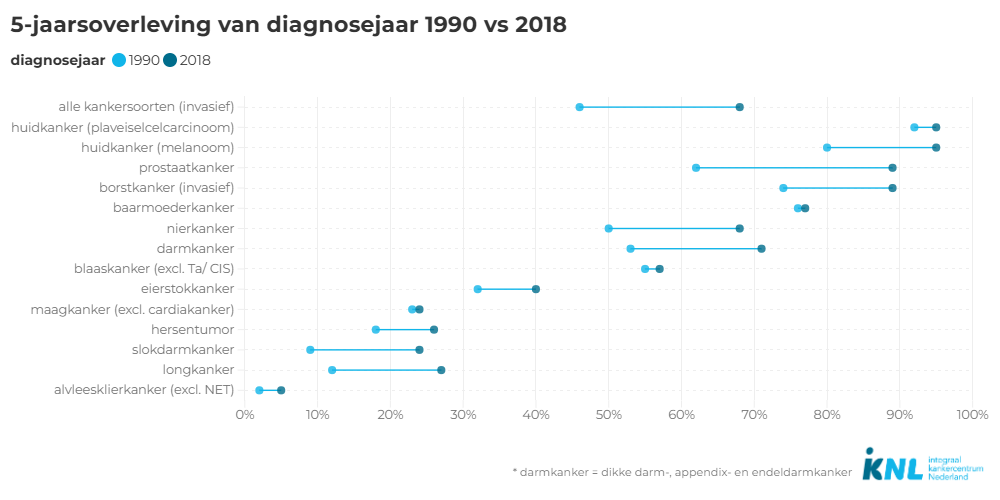 5-jaarsoverleving van diagnosejaar 1990 vs 2018
diagnosejaar 1990 2018
alle kankersoorten (invasief)
huidkanker (plaveiselcelcarcinoom)
huidkanker (melanoom)
prostaatkanker
borstkanker (invasief)
baarmoederkanker
nierkanker
darmkanker
blaaskanker (excl. Ta/ CIS)
eierstokkanker
maagkanker (excl. cardiakanker)
hersentumor
slokdarmkanker
longkanker
alvleesklierkanker (excl. NET)
0% 10% 20% 30% 40% 50% 60% 70% 80% 90% 100%
* darmkanker = dikke darm-, appendix- en endeldarmkanker
iKNL
integraal
kankercentrum
Nederland